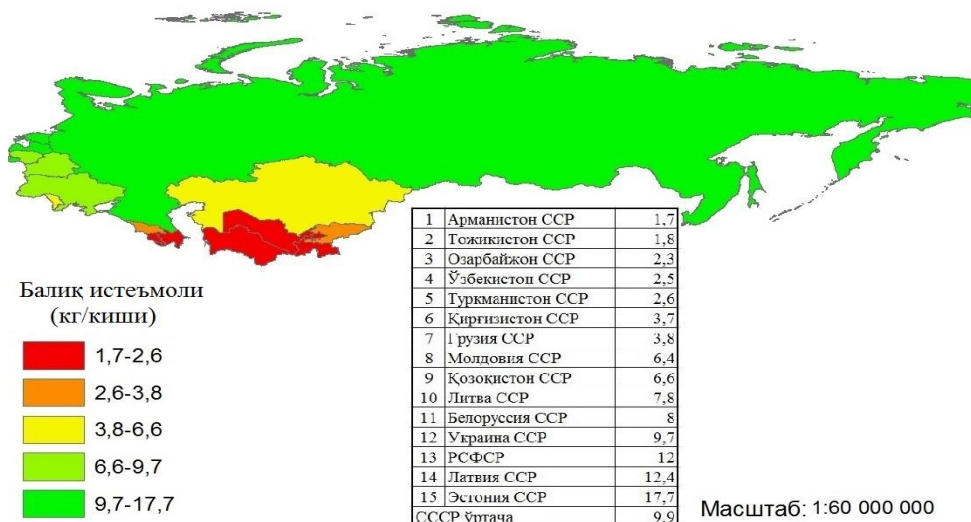 Балиқ истеъмоли
(кг/киши)
1,7-2,6
2,6-3,8
3,8-6,6
6,6-9,7
9,7-17,7
1 Арманистон ССР 1,7
2 Тожикистон ССР 1,8
3 Озарбайжон ССР 2,3
4 Ўзбекистон ССР 2,5
5 Туркманистон ССР 2,6
6 Қирғизистон ССР 3,7
7 Грузия ССР 3,8
8 Молдовия ССР 6,4
9 Қозоқистон ССР 6,6
10 Литва ССР 7,8
11 Белоруссия ССР 8
12 Украина ССР 9,7
13 РСФСР 12
14 Латвия ССР 12,4
15 Эстония ССР 17,7
СССР ўртача 9,9
Масштаб: 1:60 000 000